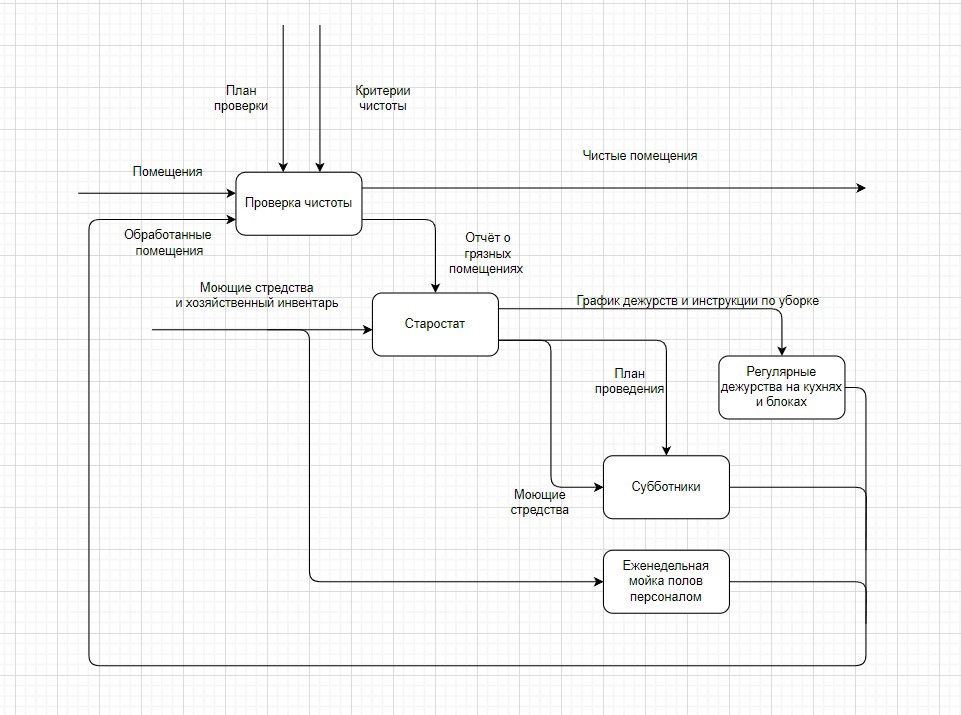 План
проверки
Критерии
чистоты
Помещения
Чистые помещения
Проверка чистоты
Обработанные
помещения
Отчёт о
грязных
помещениях
Моющие стредства
и хозяйственный инвентарь
Старостат
График дежурств и инструкции по уборке
План
проведения
Регулярные
дежурства на кухнях
и блоках
Моющие
стредства
Субботники
Еженедельная
мойка полов
персоналом